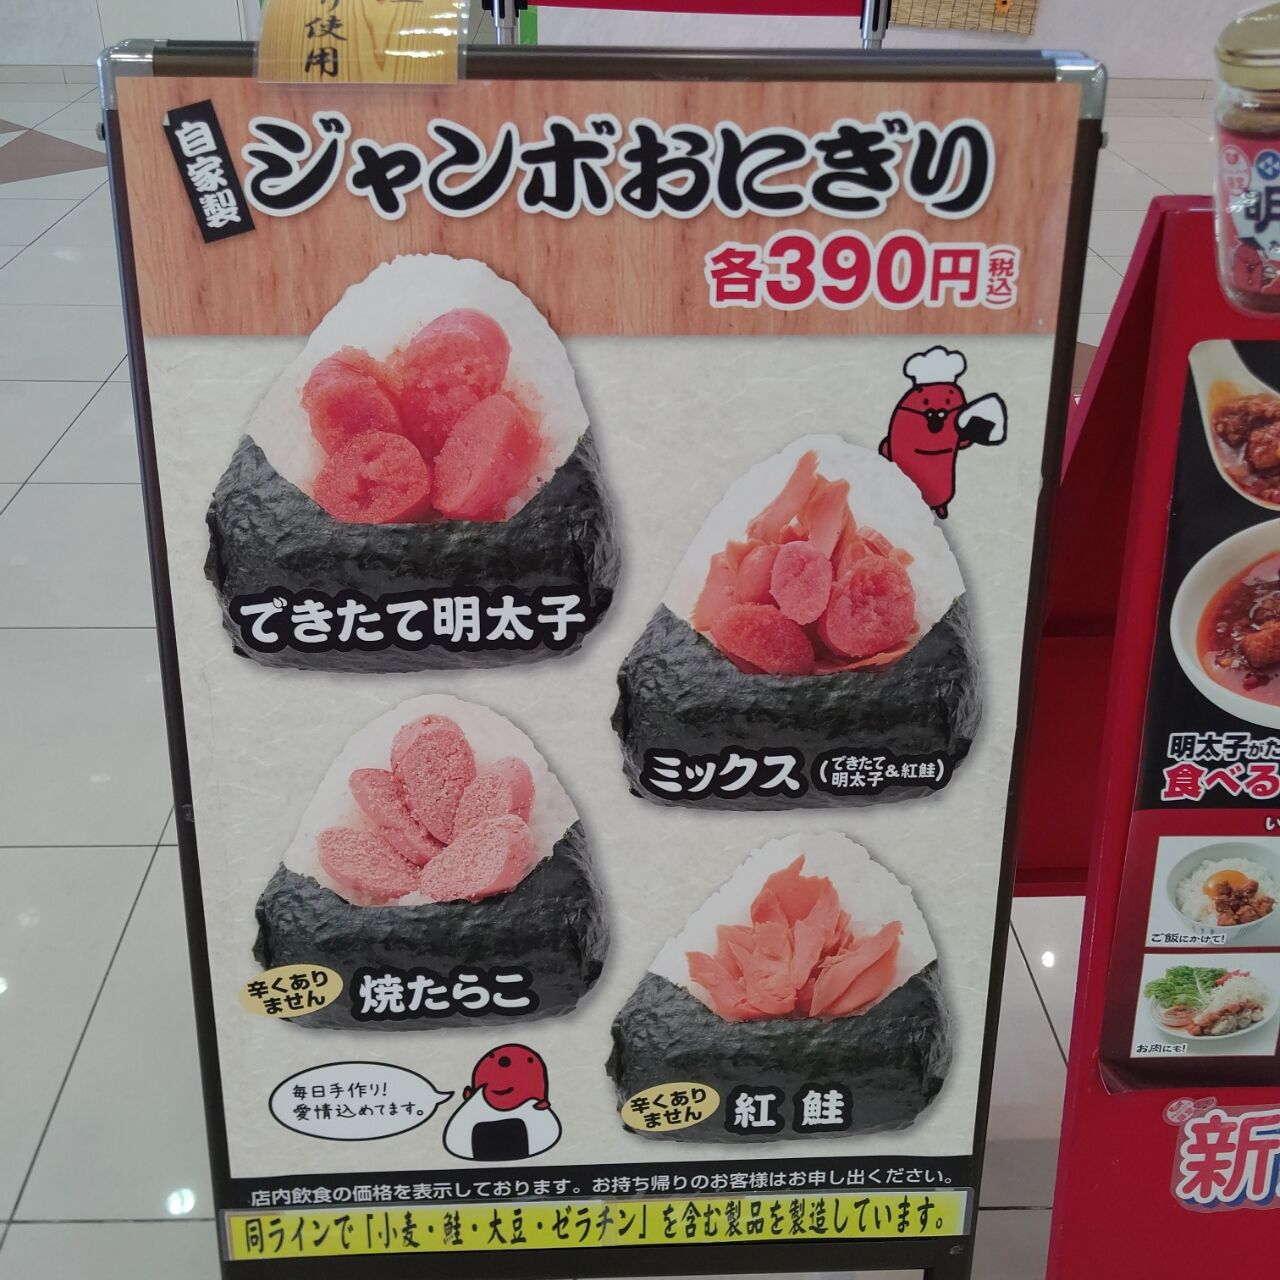 り使用
自家製
ジャンボおにぎり
各390円(税込)
できたて明太子
ミックス(できたて明太子&紅鮭)
辛くありません
焼たらこ
辛くありません
紅鮭
毎日手作り!
愛情込めてます。
店内飲食の価格を表示しております。お持ち帰りのお客様はお申し出ください。
同ラインで「小麦・鮭・大豆・ゼラチン」を含む製品を製造しています。
明
明太子がた
食べる
い
ご飯にかけて!
お肉にも!
新